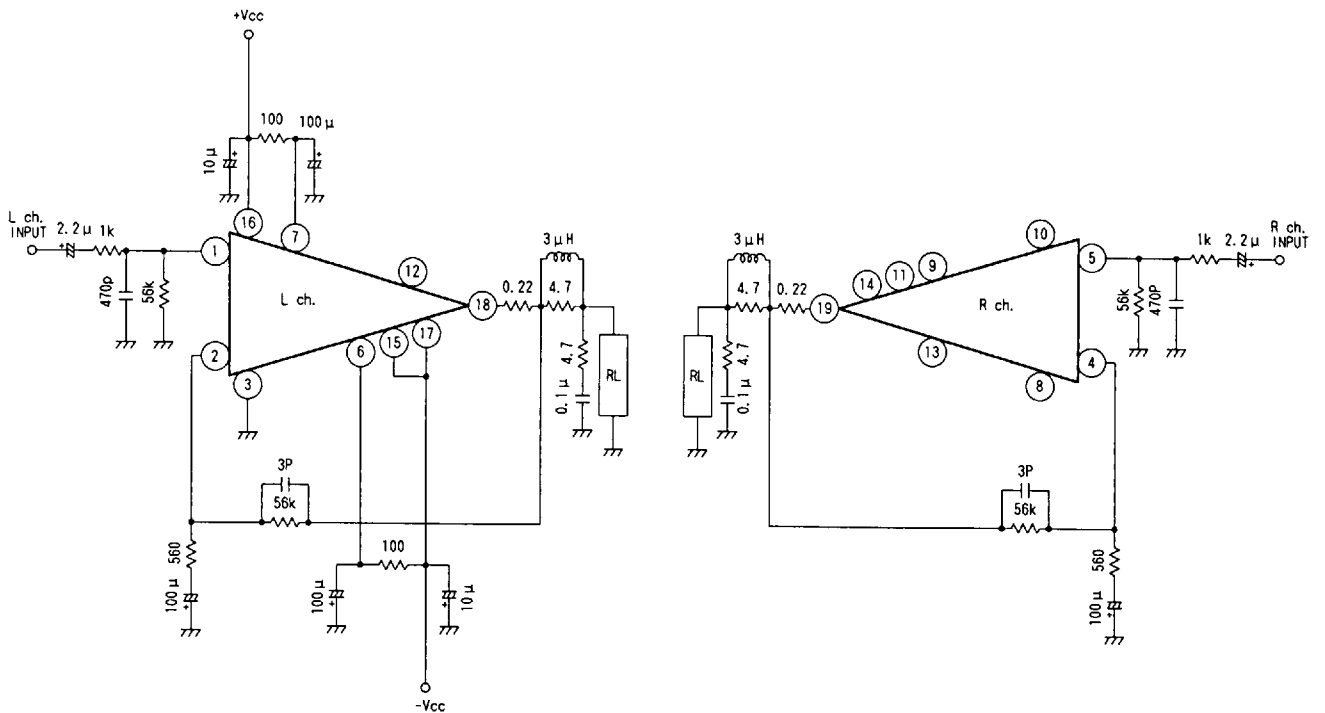 +Vcc
100 100μ
10μ
L ch.
INPUT
2.2μ 1k
470p
56k
16
7
1
L ch.
12
18
2
3
6
15
17
0.22
3μH
4.7
4.7
0.1μ
RL
3P
56k
560
100μ
100
100μ
10μ
-Vcc
3μH
4.7
0.22
4.7
0.1μ
RL
19
14
11
9
10
5
R ch.
13
8
4
56k
470P
1k 2.2μ
R ch.
INPUT
3P
56k
560
100μ
+
+
+
+
+
+
+
+